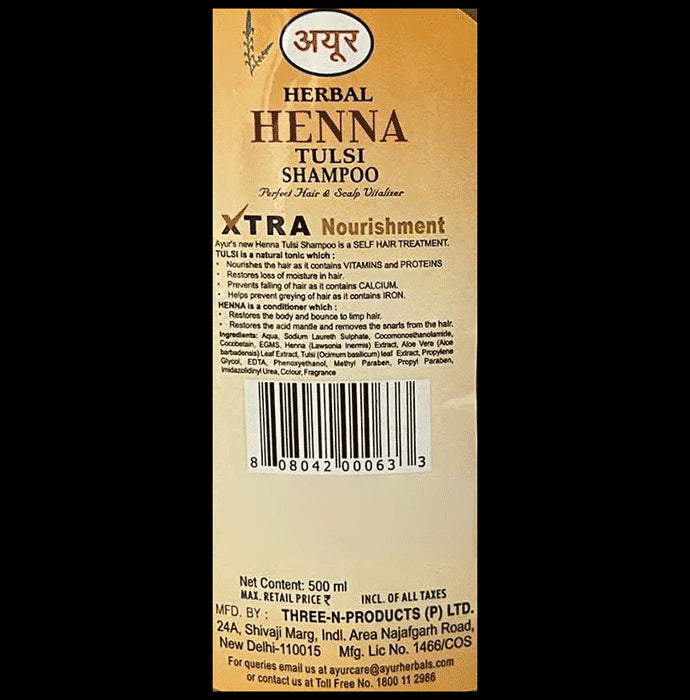 अयूर
HERBAL
HENNA
TULSI
SHAMPOO
Perfect Hair & Scalp Vitalizer
XTRA Nourishment
Ayur's new Henna Tulsi Shampoo is a SELF HAIR TREATMENT.
TULSI is a natural tonic which :
• Nourishes the hair as it contains VITAMINS and PROTEINS
• Restores loss of moisture in hair.
• Prevents falling of hair as it contains CALCIUM.
• Helps prevent greying of hair as it contains IRON.
HENNA is a conditioner which :
• Restores the body and bounce to limp hair.
• Restores the acid mantle and removes the snarls from the hair.
Ingredients: Aqua, Sodium Laureth Sulphate, Cocomonoethanolamide,
Cocobetain, EGMS, Henna (Lawsonia Inermis) Extract, Aloe Vera (Aloe
barbadensis) Leaf Extract, Tulsi (Ocimum basilicum) leaf Extract, Propylene
Glycol, EDTA, Phenoxyethanol, Methyl Paraben, Propyl Paraben,
Imidazolidinyl Urea, Colour, Fragrance
8 08042 00063 3
Net Content: 500 ml
MAX. RETAIL PRICE ₹ INCL. OF ALL TAXES
MFD. BY : THREE-N-PRODUCTS (P) LTD.
24A, Shivaji Marg, Indl. Area Najafgarh Road,
New Delhi-110015 Mfg. Lic No. 1466/COS
For queries email us at ayurcare@ayurherbals.com
or contact us at Toll Free No. 1800 11 2986